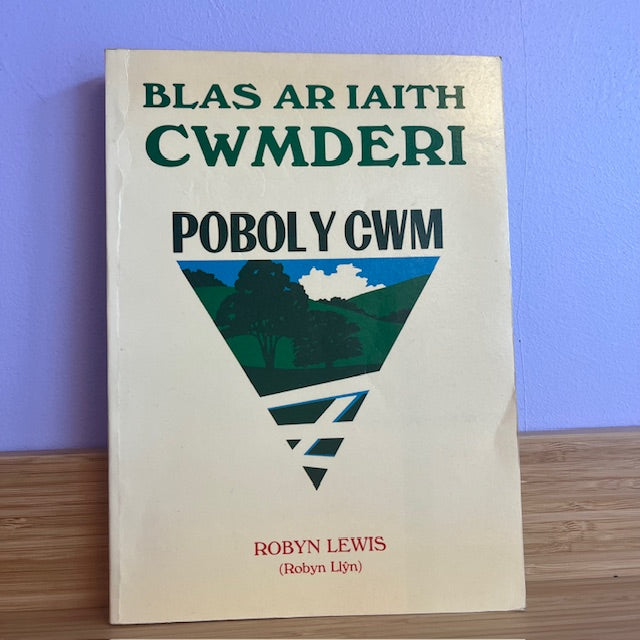 BLAS AR IAITH
CWMDERI
POBOL Y CWM
ROBYN LEWIS
(Robyn Llŷn)